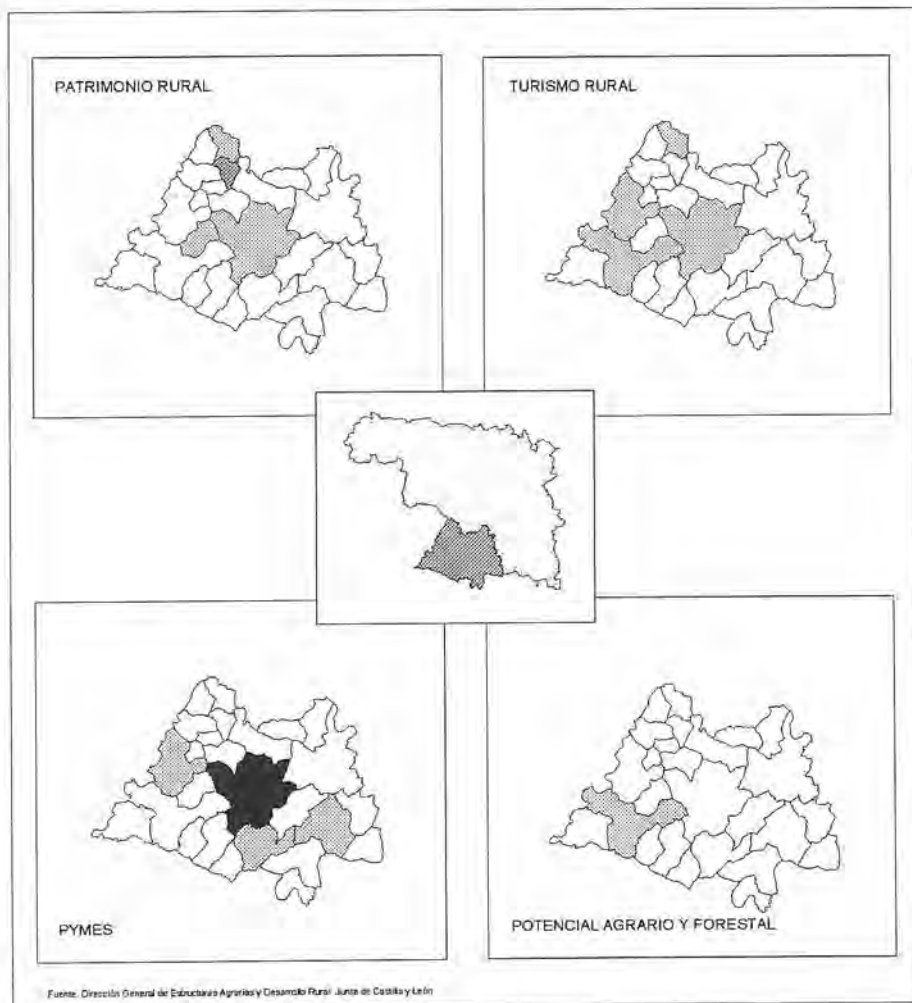 PATRIMONIO RURAL
TURISMO RURAL
PYMES
POTENCIAL AGRARIO Y FORESTAL
Fuente. Dirección General de Estructuras Agrarias y Desarrollo Rural. Junta de Castilla y León